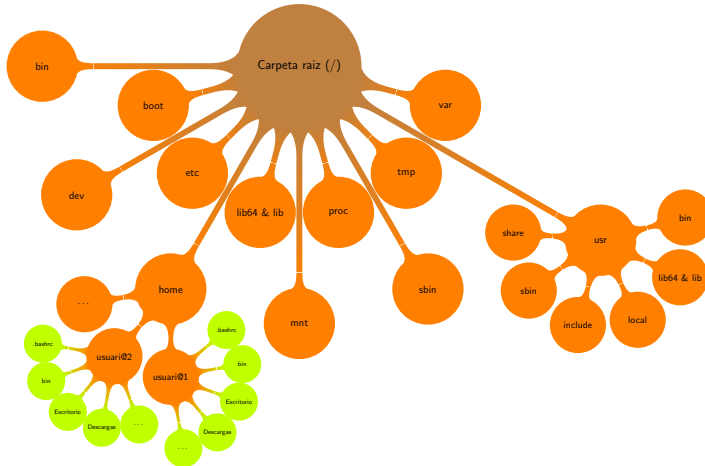 Carpeta raiz (/)
bin
boot
var
dev
etc
tmp
lib64 & lib
proc
home
mnt
sbin
usr
share
bin
sbin
lib64 & lib
include
local
. . .
usuari@2
usuari@1
.bashrc
bin
Escritorio
Descargas
. . .
.bashrc
bin
Escritorio
Descargas
. . .